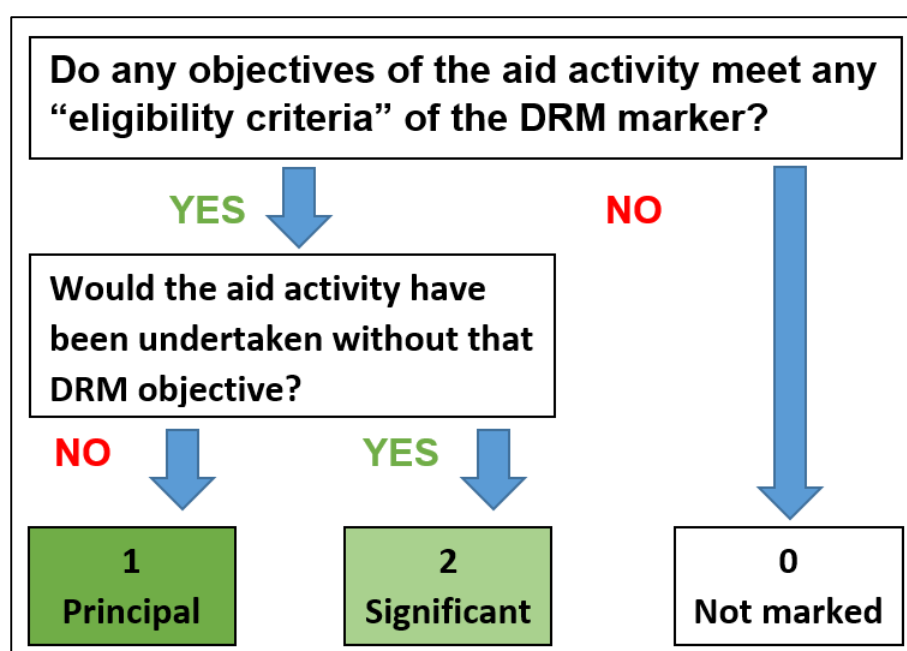 Do any objectives of the aid activity meet any
“eligibility criteria” of the DRM marker?
YES
NO
Would the aid activity have
been undertaken without that
DRM objective?
NO
YES
1
Principal
2
Significant
0
Not marked